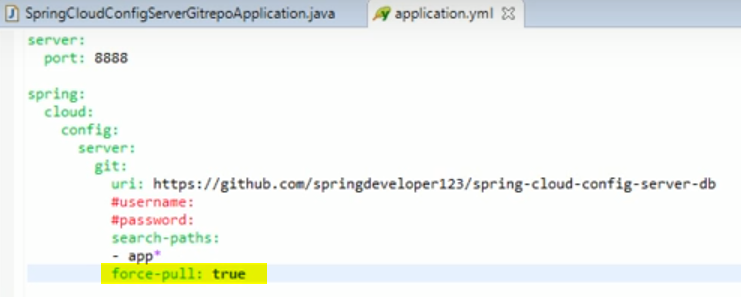 SpringCloudConfigServerGitrepoApplication.java application.yml
server:
  port: 8888

spring:
  cloud:
    config:
      server:
        git:
          uri: https://github.com/springdeveloper123/spring-cloud-config-server-db
          #username:
          #password:
          search-paths:
          - app*
          force-pull: true